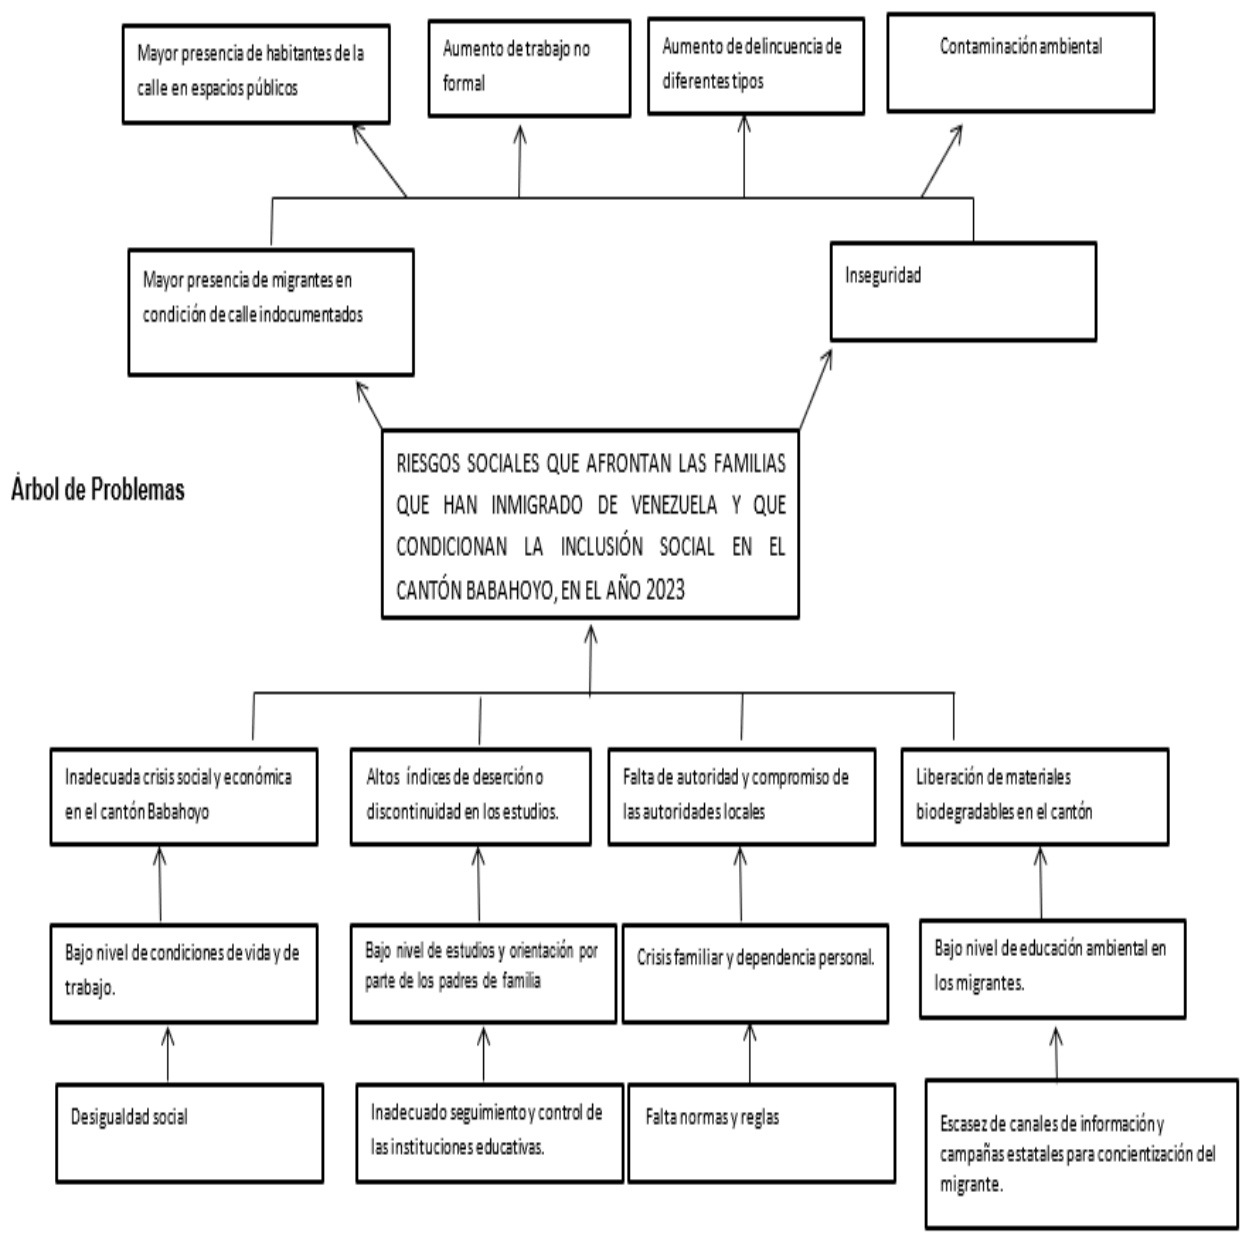 Mayor presencia de habitantes de la
calle en espacios públicos
Aumento de trabajo no
formal
Aumento de delincuencia de
diferentes tipos
Contaminación ambiental
Mayor presencia de migrantes en
condición de calle indocumentados
Inseguridad
Árbol de Problemas
RIESGOS SOCIALES QUE AFRONTAN LAS FAMILIAS
QUE HAN INMIGRADO DE VENEZUELA Y QUE
CONDICIONAN LA INCLUSIÓN SOCIAL EN EL
CANTÓN BABAHOYO, EN EL AÑO 2023
Inadecuada crisis social y económica
en el cantón Babahoyo
Altos índices de deserción o
discontinuidad en los estudios.
Falta de autoridad y compromiso de
las autoridades locales
Liberación de materiales
biodegradables en el cantón
Bajo nivel de condiciones de vida y de
trabajo.
Bajo nivel de estudios y orientación por
parte de los padres de familia
Crisis familiar y dependencia personal.
Bajo nivel de educación ambiental en
los migrantes.
Desigualdad social
Inadecuado seguimiento y control de
las instituciones educativas.
Falta normas y reglas
Escasez de canales de información y
campañas estatales para concientización del
migrante.